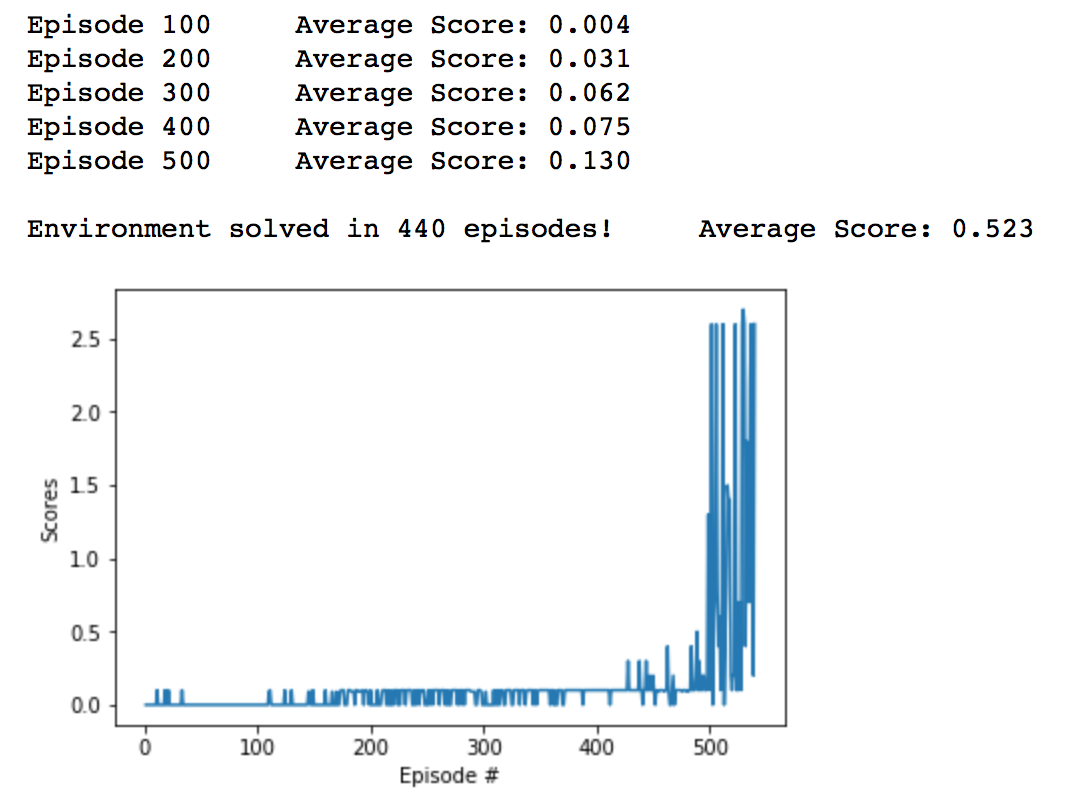 Episode 100 Average Score: 0.004
Episode 200 Average Score: 0.031
Episode 300 Average Score: 0.062
Episode 400 Average Score: 0.075
Episode 500 Average Score: 0.130
Environment solved in 440 episodes! Average Score: 0.523
2.5
2.0
1.5
1.0
0.5
0.0
Scores
0 100 200 300 400 500
Episode #